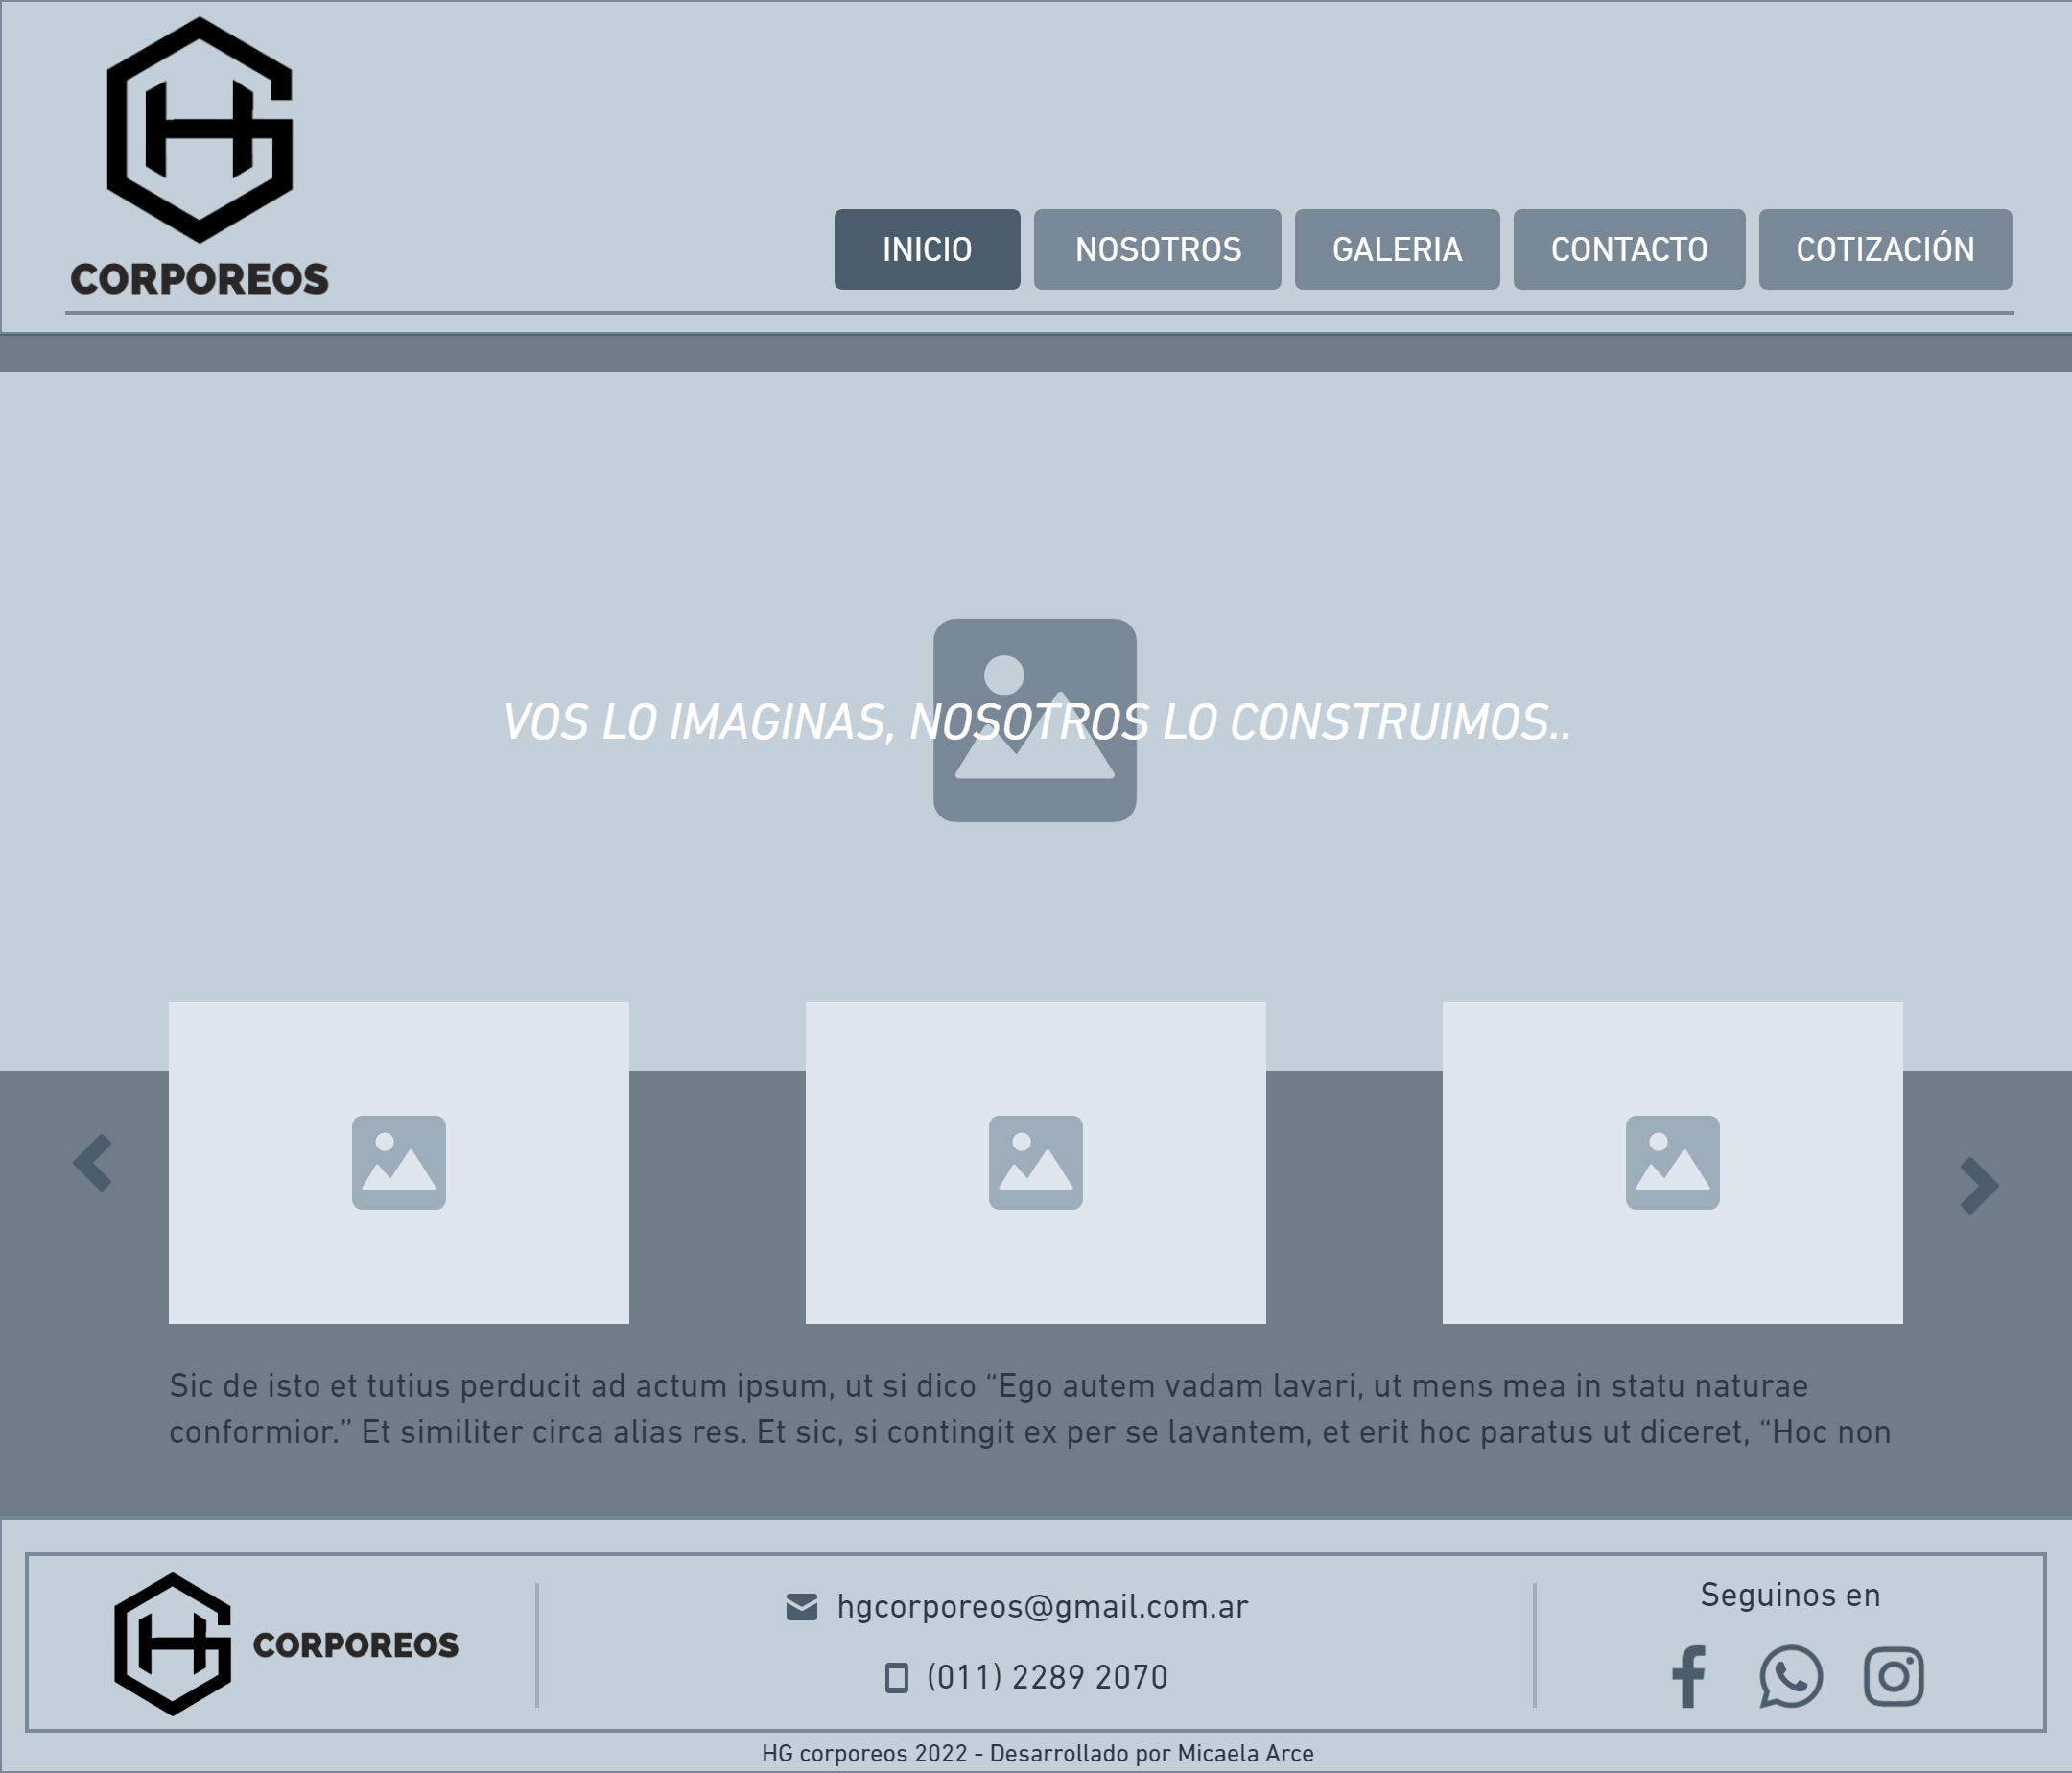 HG
CORPOREOS
INICIO NOSOTROS GALERIA CONTACTO COTIZACIÓN
VOS LO IMAGINAS, NOSOTROS LO CONSTRUIMOS..
Sic de isto et tutius perducit ad actum ipsum, ut si dico “Ego autem vadam lavari, ut mens mea in statu naturae
conformior.” Et similiter circa alias res. Et sic, si contingit ex per se lavantem, et erit hoc paratus ut diceret, “Hoc non
HG CORPOREOS
hgcorporeos@gmail.com.ar
(011) 2289 2070
Seguinos en
HG corporeos 2022 - Desarrollado por Micaela Arce